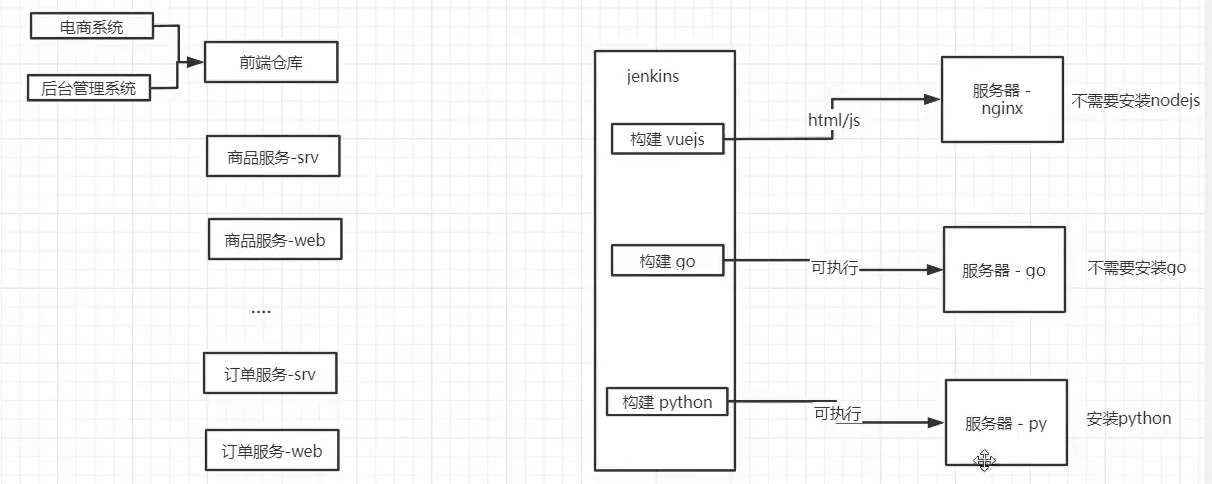 电商系统
后台管理系统
前端仓库
商品服务-srv
商品服务-web
....
订单服务-srv
订单服务-web
jenkins
构建 vuejs
构建 go
构建 python
html/js
可执行
可执行
服务器 -
nginx
不需要安装nodejs
服务器 - go
不需要安装go
服务器 - py
安装python